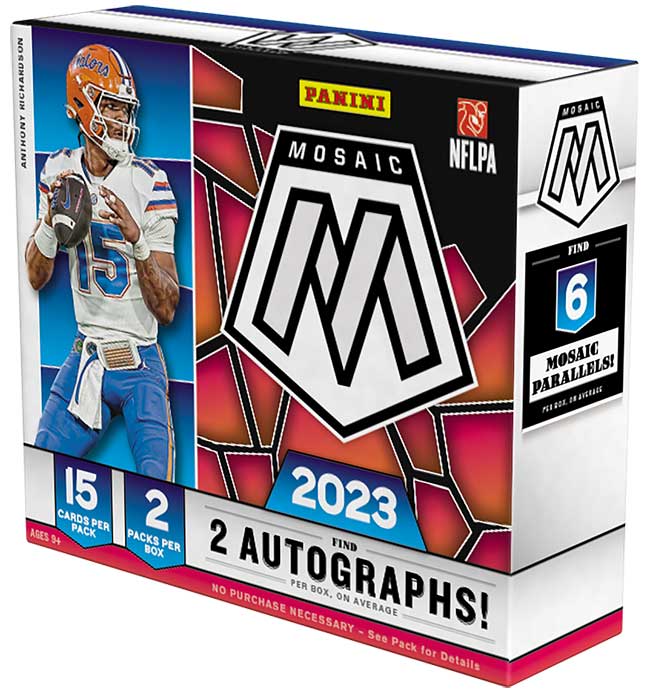 ANTHONY RICHARDSON
Gators
15
PANINI
NFLPA
MOSAIC
M
2023
15
CARDS PER
PACK
2
PACKS PER
BOX
AGES 9+
FIND
2 AUTOGRAPHS!
PER BOX, ON AVERAGE
NO PURCHASE NECESSARY – See Pack for Details
MOSAIC
M
FIND
6
MOSAIC
PARALLELS!
PER BOX, ON AVERAGE